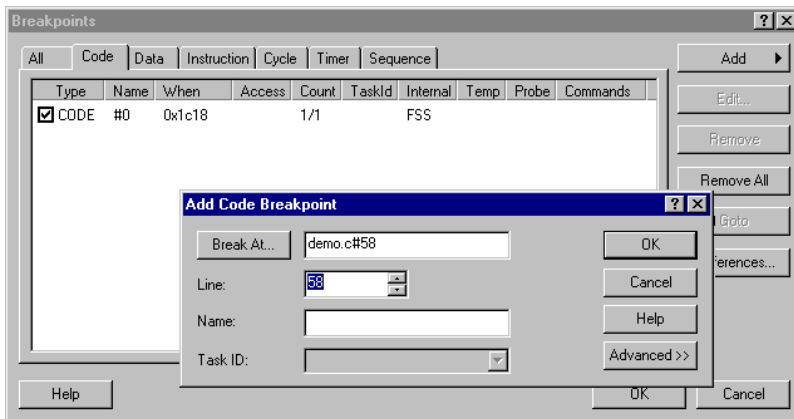 Breakpoints
All Code Data Instruction Cycle Timer Sequence
Add
Type Name When Access Count TaskId Internal Temp Probe Commands
CODE #0 0x1c18 1/1 FSS
Edit...
Remove
Remove All
Goto
ferences...
Add Code Breakpoint
Break At... demo.c#58 OK
Line: 58 Cancel
Name: Help
Task ID: Advanced >>
Help OK Cancel